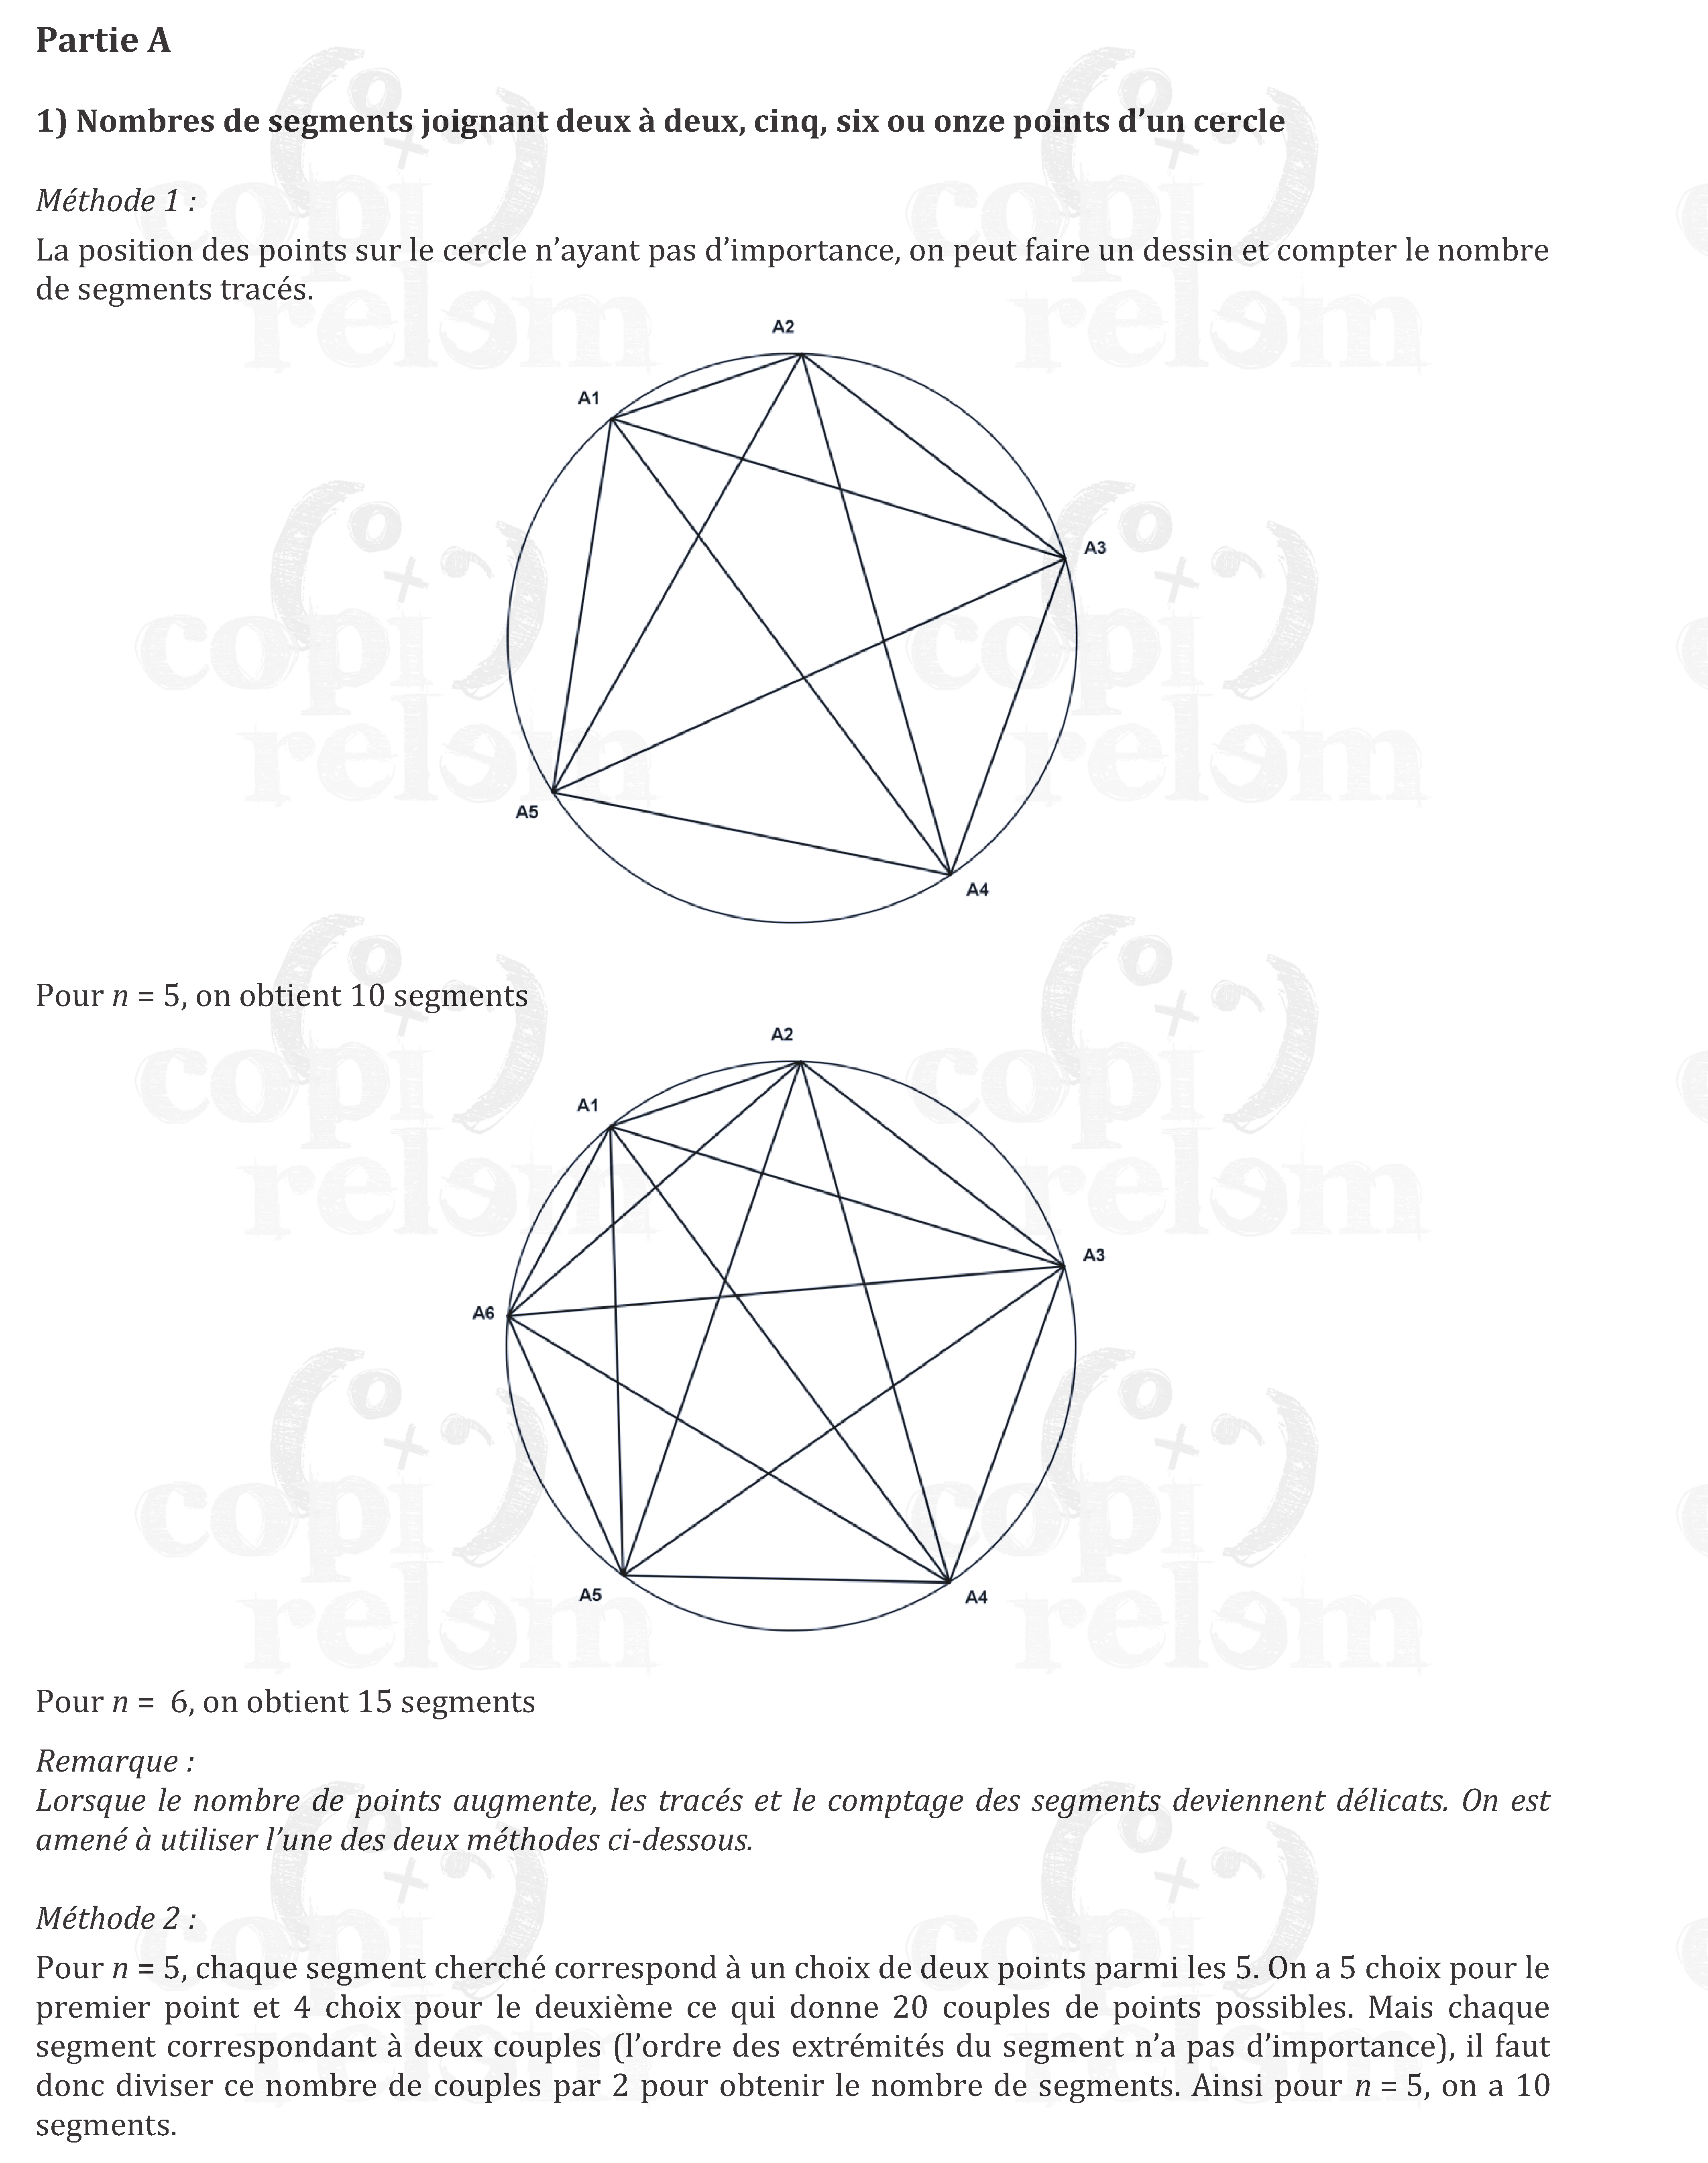 Partie A
1) Nombres de segments joignant deux à deux, cinq, six ou onze points d’un cercle
Méthode 1 :
La position des points sur le cercle n’ayant pas d’importance, on peut faire un dessin et compter le nombre
de segments tracés.
A2
A1
A3
A5
A4
Pour n = 5, on obtient 10 segments
A2
A1
A3
A6
A5
A4
Pour n = 6, on obtient 15 segments
Remarque :
Lorsque le nombre de points augmente, les tracés et le comptage des segments deviennent délicats. On est
amené à utiliser l’une des deux méthodes ci-dessous.
Méthode 2 :
Pour n = 5, chaque segment cherché correspond à un choix de deux points parmi les 5. On a 5 choix pour le
premier point et 4 choix pour le deuxième ce qui donne 20 couples de points possibles. Mais chaque
segment correspondant à deux couples (l’ordre des extrémités du segment n’a pas d’importance), il faut
donc diviser ce nombre de couples par 2 pour obtenir le nombre de segments. Ainsi pour n = 5, on a 10
segments.
copi
relem